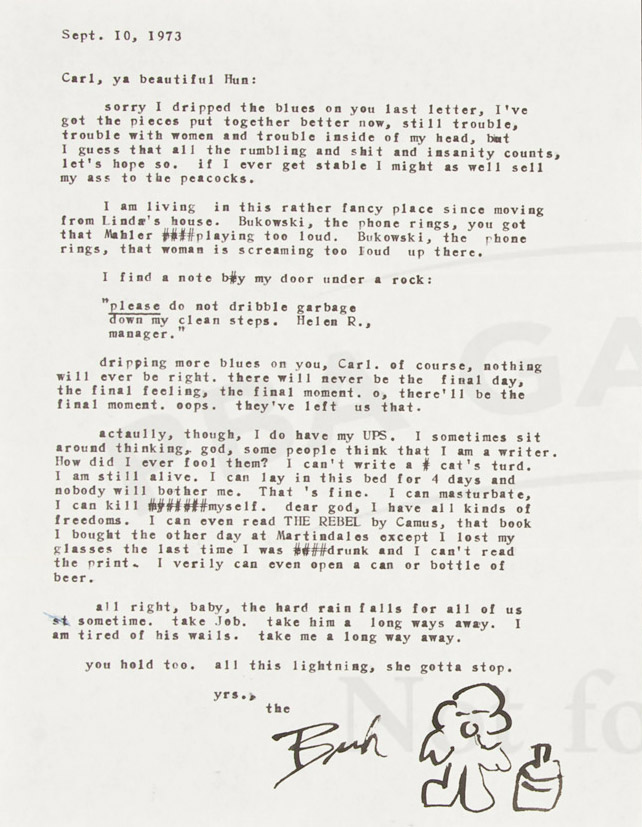 Sept. 10, 1973
Carl, ya beautiful Hun:
sorry I dripped the blues on you last letter, I've
got the pieces put together better now, still trouble,
trouble with women and trouble inside of my head, but
I guess that all the rumbling and shit and insanity counts,
let's hope so. if I ever get stable I might as well sell
my ass to the peacocks.
I am living in this rather fancy place since moving
from Linda's house. Bukowski, the phone rings, you got
that Mahler ####playing too loud. Bukowski, the phone
rings, that woman is screaming too loud up there.
I find a note b#y my door under a rock:
"please do not dribble garbage
down my clean steps. Helen R.,
manager."
dripping more blues on you, Carl. of course, nothing
will ever be right. there will never be the final day,
the final feeling, the final moment. o, there'll be the
final moment. oops. they've left us that.
actaully, though, I do have my UPS. I sometimes sit
around thinking, god, some people think that I am a writer.
How did I ever fool them? I can't write a # cat's turd.
I am still alive. I can lay in this bed for 4 days and
nobody will bother me. That 's fine. I can masturbate,
I can kill #######myself. dear god, I have all kinds of
freedoms. I can even read THE REBEL by Camus, that book
I bought the other day at Martindales except I lost my
glasses the last time I was ####drunk and I can't read
the print. I verily can even open a can or bottle of
beer.
all right, baby, the hard rain falls for all of us
st sometime. take Job. take him a long ways away. I
am tired of his wails. take me a long way away.
you hold too. all this lightning, she gotta stop.
yrs.,
the
Buk
GA
Not fo